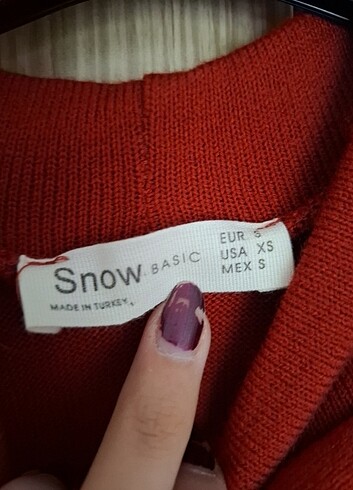 Snow. BASIC
MADE IN TURKEY.
EUR S
USA XS
MEX S